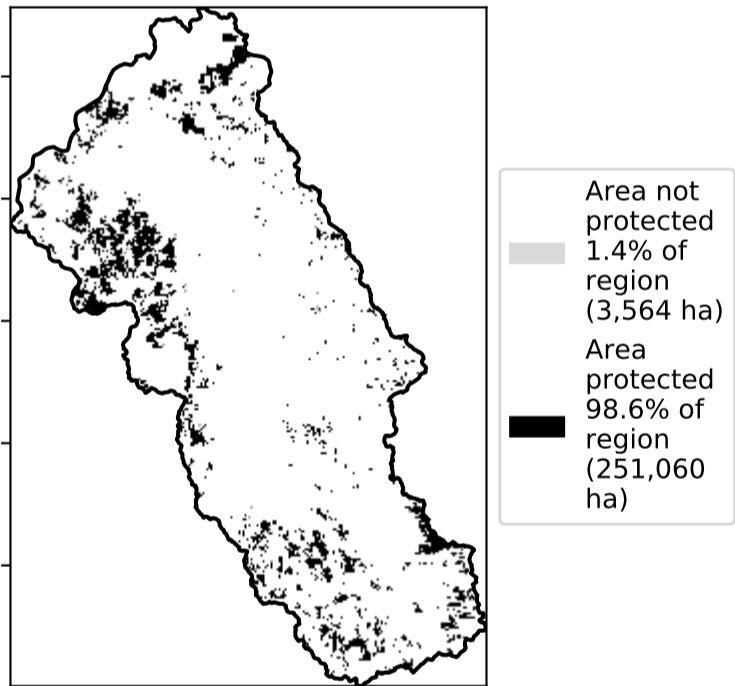 Area not
protected
1.4% of
region
(3,564 ha)
Area
protected
98.6% of
region
(251,060
ha)